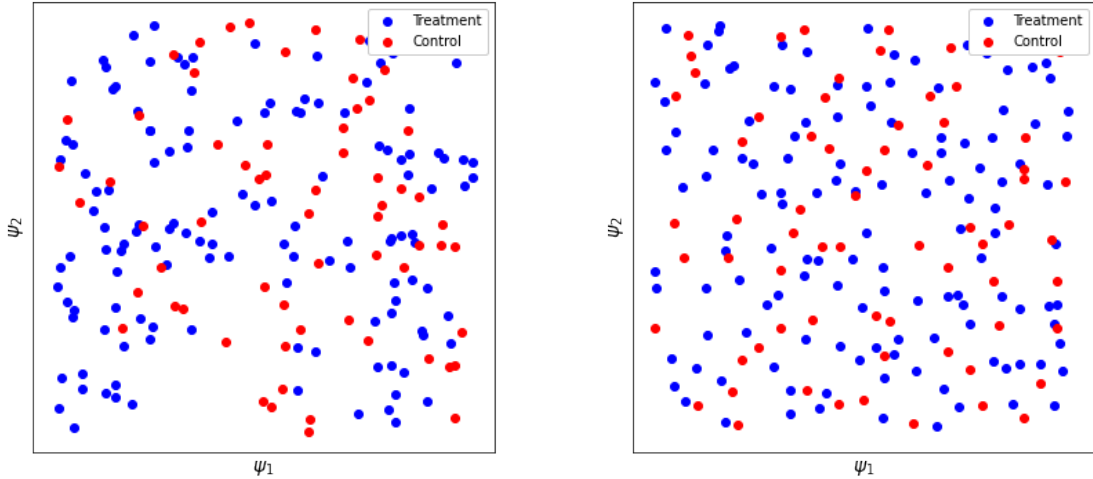 Treatment
Control
ψ2
ψ1
Treatment
Control
ψ2
ψ1